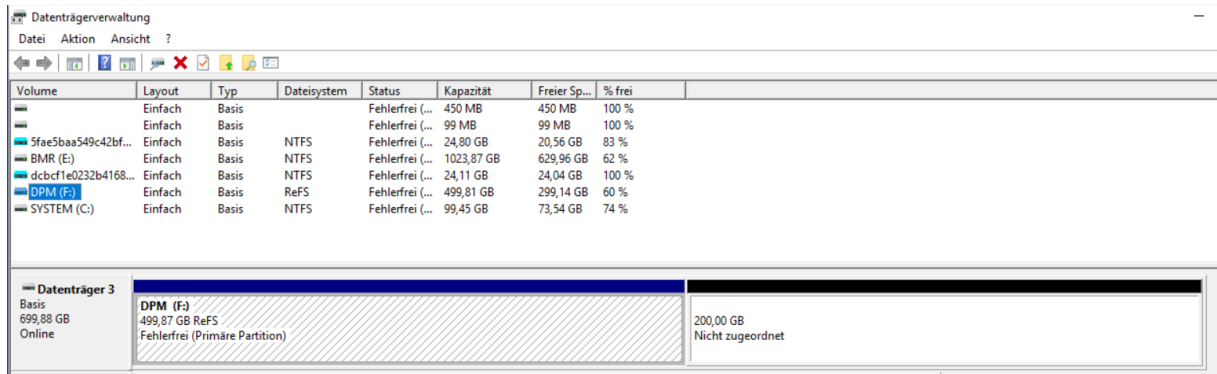 Datenträgerverwaltung
Datei Aktion Ansicht ?
Volume Layout Typ Dateisystem Status Kapazität Freier Sp... % frei
Einfach Basis Fehlerfrei (... 450 MB 450 MB 100 %
Einfach Basis Fehlerfrei (... 99 MB 99 MB 100 %
5fae5baa549c42bf... Einfach Basis NTFS Fehlerfrei (... 24,80 GB 20,56 GB 83 %
BMR (E:) Einfach Basis NTFS Fehlerfrei (... 1023,87 GB 629,96 GB 62 %
dcbcf1e0232b4168... Einfach Basis NTFS Fehlerfrei (... 24,11 GB 24,04 GB 100 %
DPM (F:) Einfach Basis ReFS Fehlerfrei (... 499,81 GB 299,14 GB 60 %
SYSTEM (C:) Einfach Basis NTFS Fehlerfrei (... 99,45 GB 73,54 GB 74 %
Datenträger 3
Basis
699,88 GB
Online
DPM (F:)
499,87 GB ReFS
Fehlerfrei (Primäre Partition)
200,00 GB
Nicht zugeordnet